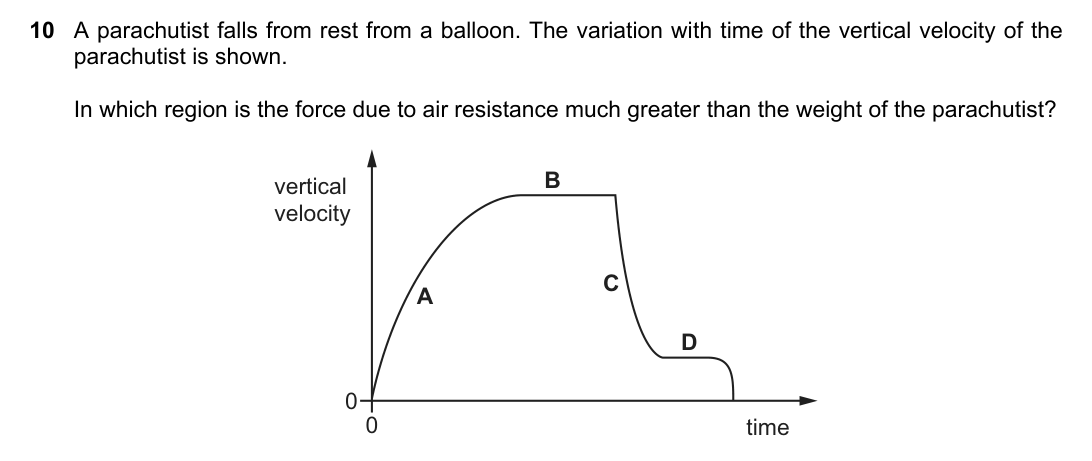 10 A parachutist falls from rest from a balloon. The variation with time of the vertical velocity of the
parachutist is shown.
In which region is the force due to air resistance much greater than the weight of the parachutist?
vertical
velocity
B
A
C
D
0
0
time